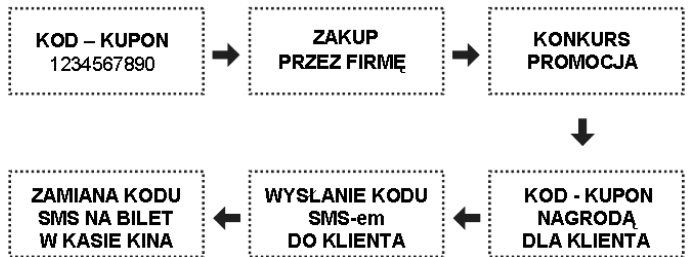 KOD – KUPON
1234567890
ZAKUP
PRZEZ FIRMĘ
KONKURS
PROMOCJA
KOD - KUPON
NAGRODĄ
DLA KLIENTA
WYSŁANIE KODU
SMS-em
DO KLIENTA
ZAMIANA KODU
SMS NA BILET
W KASIE KINA